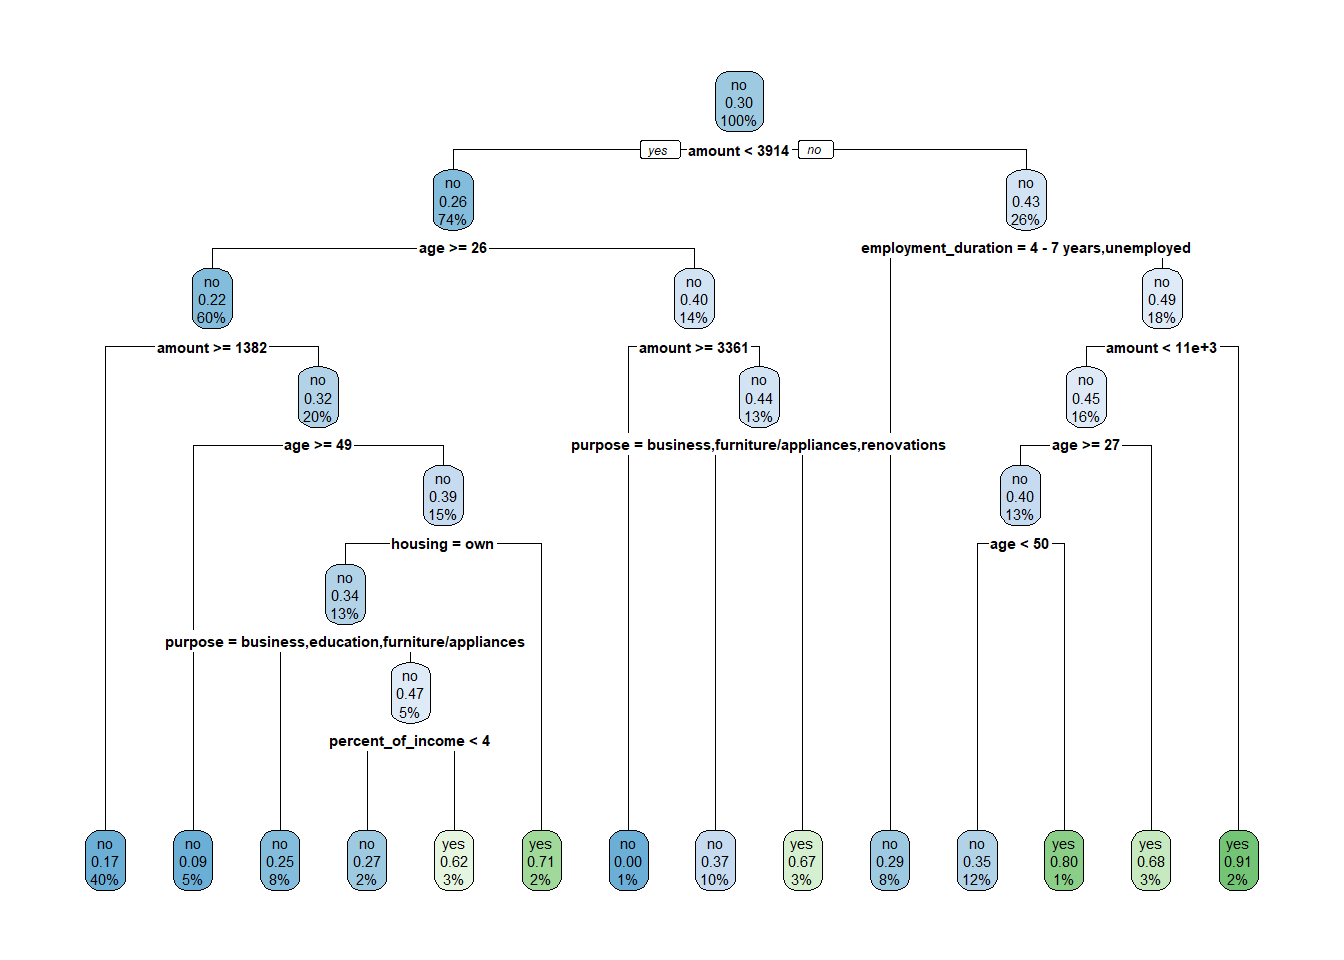 no
0.30
100%
yes
amount < 3914
no
no
0.26
74%
no
0.43
26%
age >= 26
employment_duration = 4 - 7 years,unemployed
no
0.22
60%
no
0.40
14%
no
0.49
18%
amount >= 1382
amount >= 3361
amount < 11e+3
no
0.32
20%
no
0.44
13%
no
0.45
16%
age >= 49
purpose = business,furniture/appliances,renovations
age >= 27
no
0.39
15%
no
0.40
13%
housing = own
age < 50
no
0.34
13%
purpose = business,education,furniture/appliances
no
0.47
5%
percent_of_income < 4
no
0.17
40%
no
0.09
5%
no
0.25
8%
no
0.27
2%
yes
0.62
3%
yes
0.71
2%
no
0.00
1%
no
0.37
10%
yes
0.67
3%
no
0.29
8%
no
0.35
12%
yes
0.80
1%
yes
0.68
3%
yes
0.91
2%